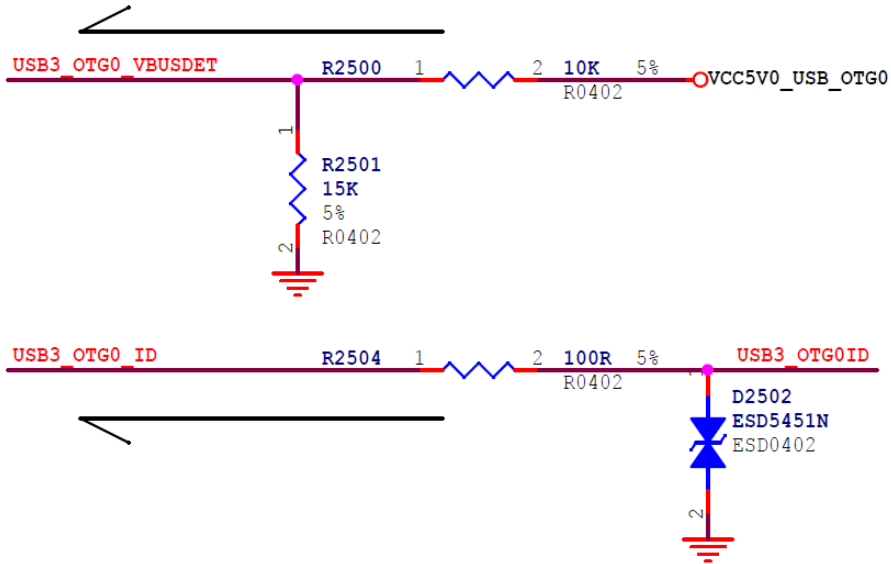 USB3_OTG0_VBUSDET R2500 1 2 10K 5% VCC5V0_USB_OTG0
R0402
1
R2501
15K
5%
R0402
2
USB3_OTG0_ID R2504 1 2 100R 5% USB3_OTG0ID
R0402
D2502
ESD5451N
ESD0402
2